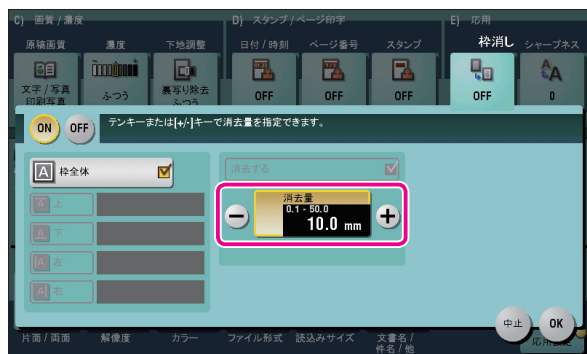 C) 画質 / 濃度
D) スタンプ / ページ印字
E) 応用
原稿画質
濃度
下地調整
日付 / 時刻
ページ番号
スタンプ
枠消し
シャープネス
文字 / 写真
印刷写真
ふつう
裏写り除去
ふつう
OFF
OFF
OFF
OFF
0
ON
OFF
テンキーまたは[+/-]キーで消去量を指定できます。
A 枠全体
消去する
A 上
消去量
0.1 - 50.0
10.0 mm
A 下
A 左
A 右
中止
OK
片面 / 両面
解像度
カラー
ファイル形式
読込みサイズ
文書名 /
件名 / 他